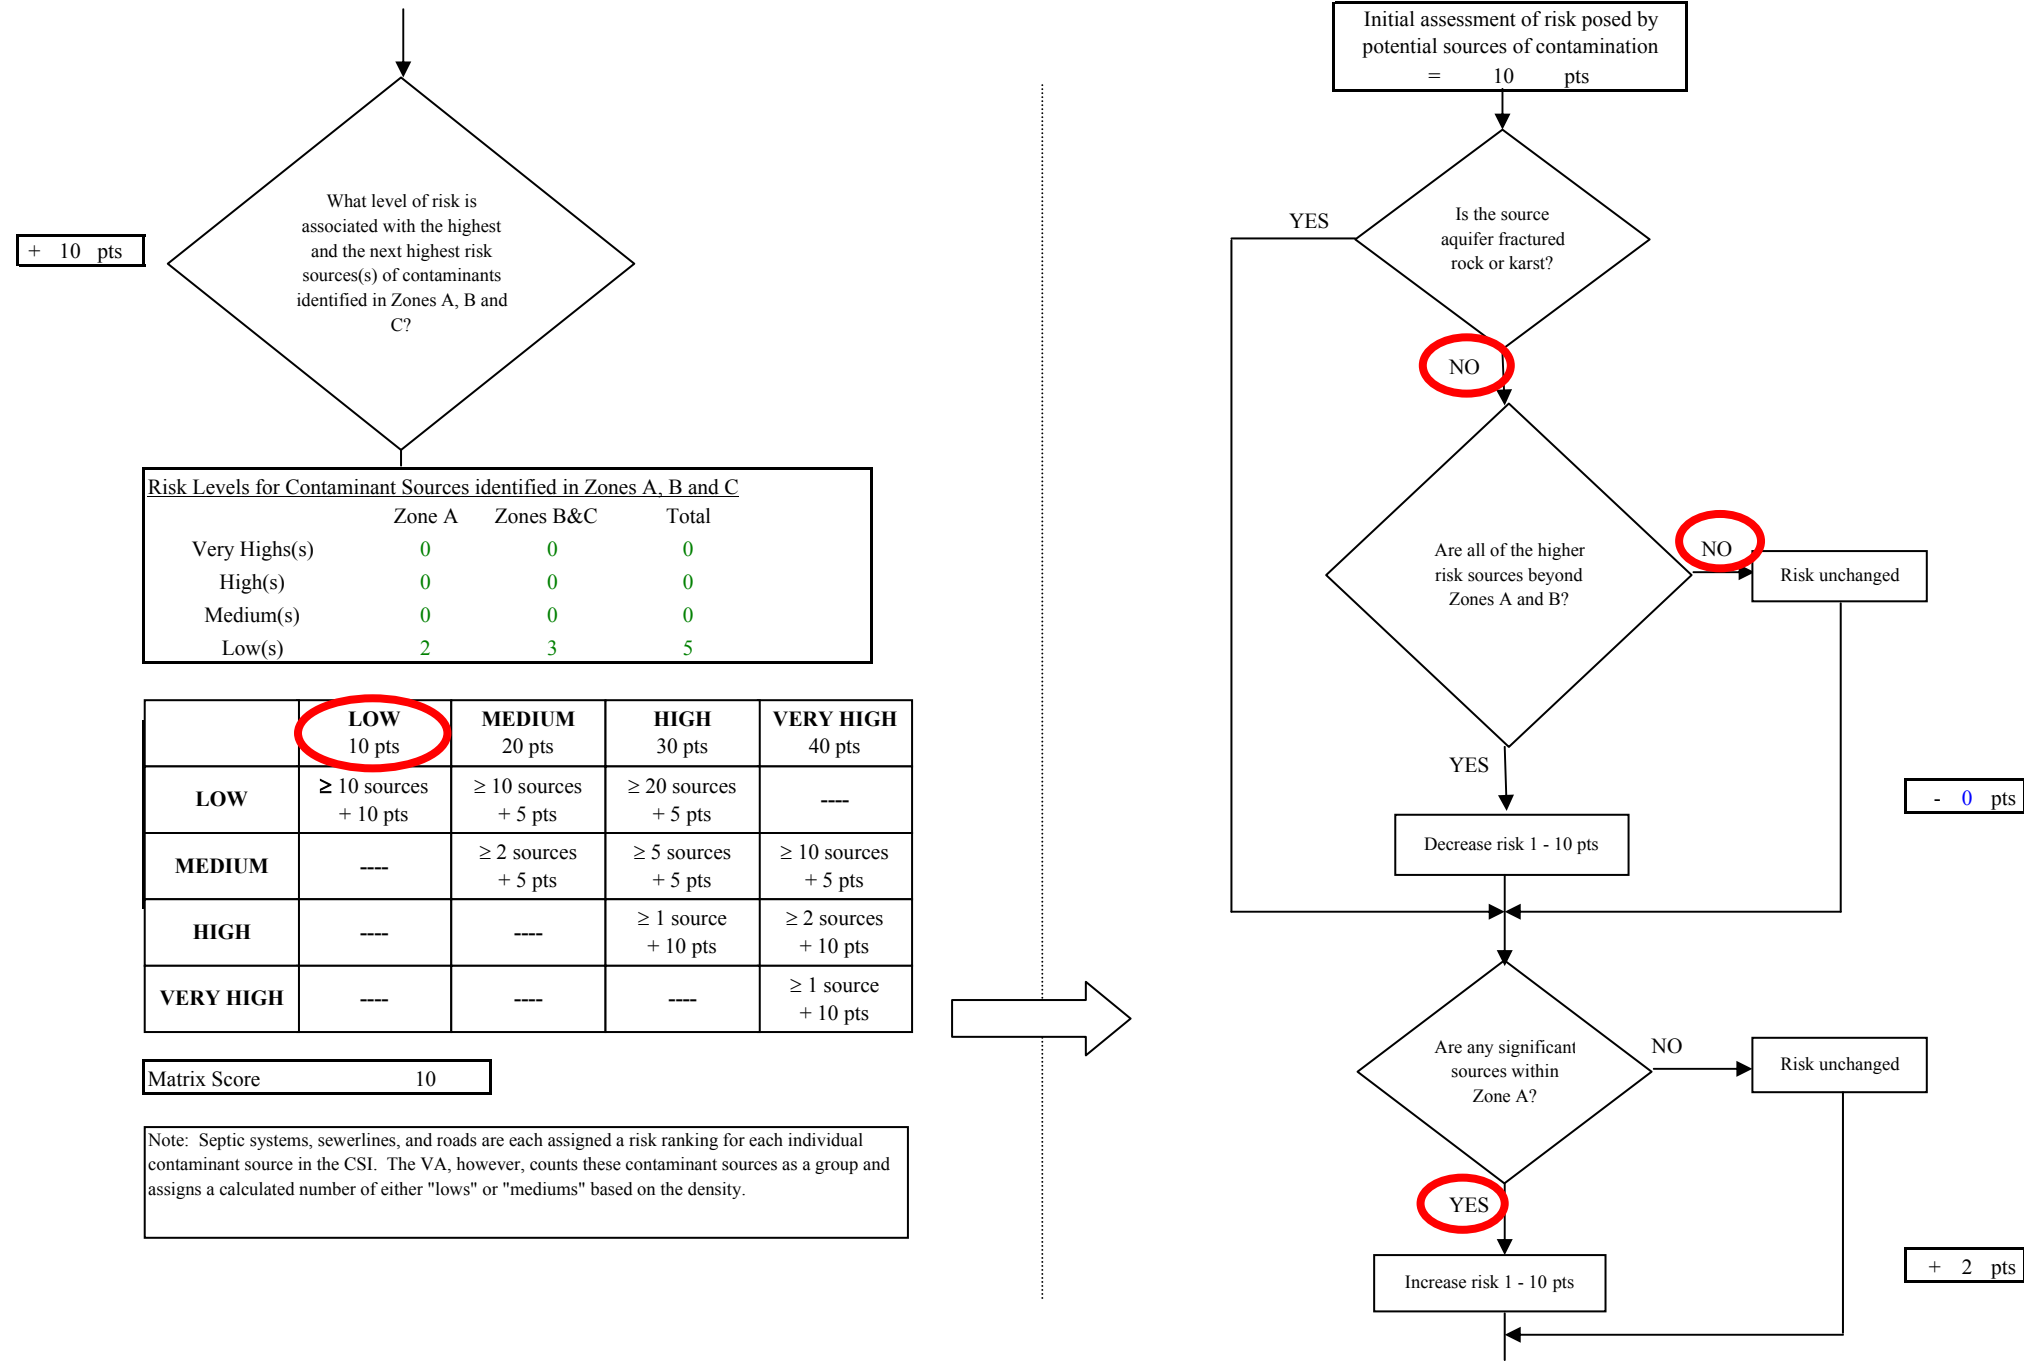 What level of risk is
associated with the highest
and the next highest risk
sources(s) of contaminants
identified in Zones A, B and
C?
+ 10 pts
Risk Levels for Contaminant Sources identified in Zones A, B and C
Zone A Zones B&C Total
Very Highs(s) 0 0 0
High(s) 0 0 0
Medium(s) 0 0 0
Low(s) 2 3 5
LOW MEDIUM HIGH VERY HIGH
10 pts 20 pts 30 pts 40 pts
LOW ≥ 10 sources ≥ 10 sources ≥ 20 sources ----
+ 10 pts + 5 pts + 5 pts
MEDIUM ---- ≥ 2 sources ≥ 5 sources ≥ 10 sources
+ 5 pts + 5 pts + 5 pts
HIGH ---- ---- ≥ 1 source ≥ 2 sources
+ 10 pts + 10 pts
VERY HIGH ---- ---- ---- ≥ 1 source
+ 10 pts
Matrix Score 10
Note: Septic systems, sewerlines, and roads are each assigned a risk ranking for each individual
contaminant source in the CSI. The VA, however, counts these contaminant sources as a group and
assigns a calculated number of either "lows" or "mediums" based on the density.
Initial assessment of risk posed by
potential sources of contamination
= 10 pts
Is the source
aquifer fractured
rock or karst?
YES
NO
Are all of the higher
risk sources beyond
Zones A and B?
NO
Risk unchanged
YES
Decrease risk 1 - 10 pts
- 0 pts
Are any significant
sources within
Zone A?
NO
Risk unchanged
YES
Increase risk 1 - 10 pts
+ 2 pts